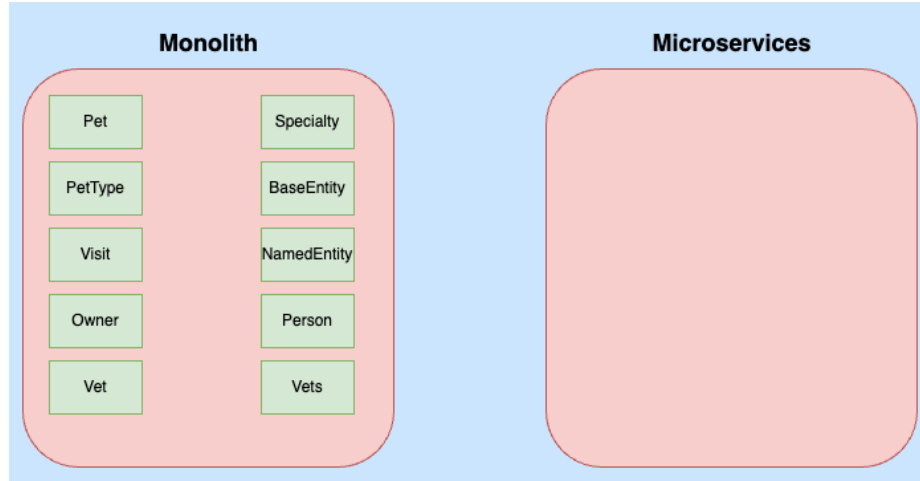 Monolith
Microservices
Pet
Specialty
PetType
BaseEntity
Visit
NamedEntity
Owner
Person
Vet
Vets